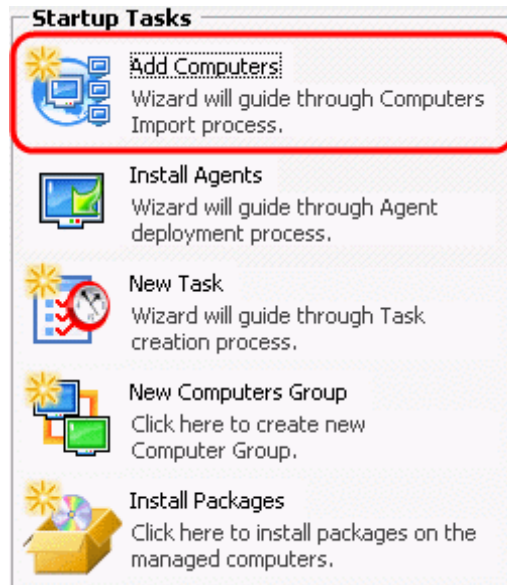 Startup Tasks
Add Computers
Wizard will guide through Computers
Import process.
Install Agents
Wizard will guide through Agent
deployment process.
New Task
Wizard will guide through Task
creation process.
New Computers Group
Click here to create new
Computer Group.
Install Packages
Click here to install packages on the
managed computers.